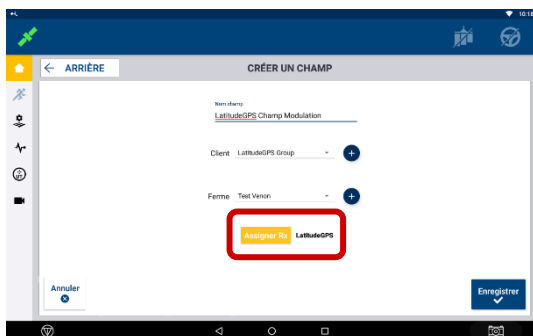 10:18
ARRIÈRE
CRÉER UN CHAMP
Nom champ
LatitudeGPS Champ Modulation
Client LatitudeGPS Group
Ferme Test Venon
Assigner Rx LatitudeGPS
Annuler
Enregistrer